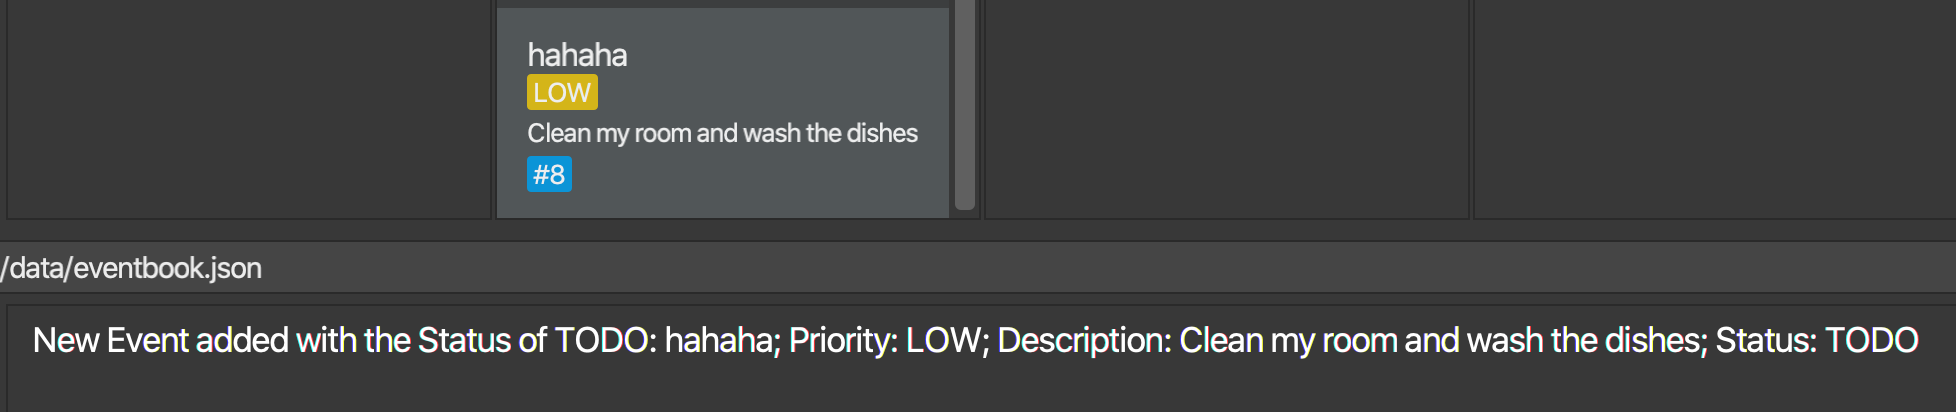 hahaha
LOW
Clean my room and wash the dishes
#8
/data/eventbook.json
New Event added with the Status of TODO: hahaha; Priority: LOW; Description: Clean my room and wash the dishes; Status: TODO